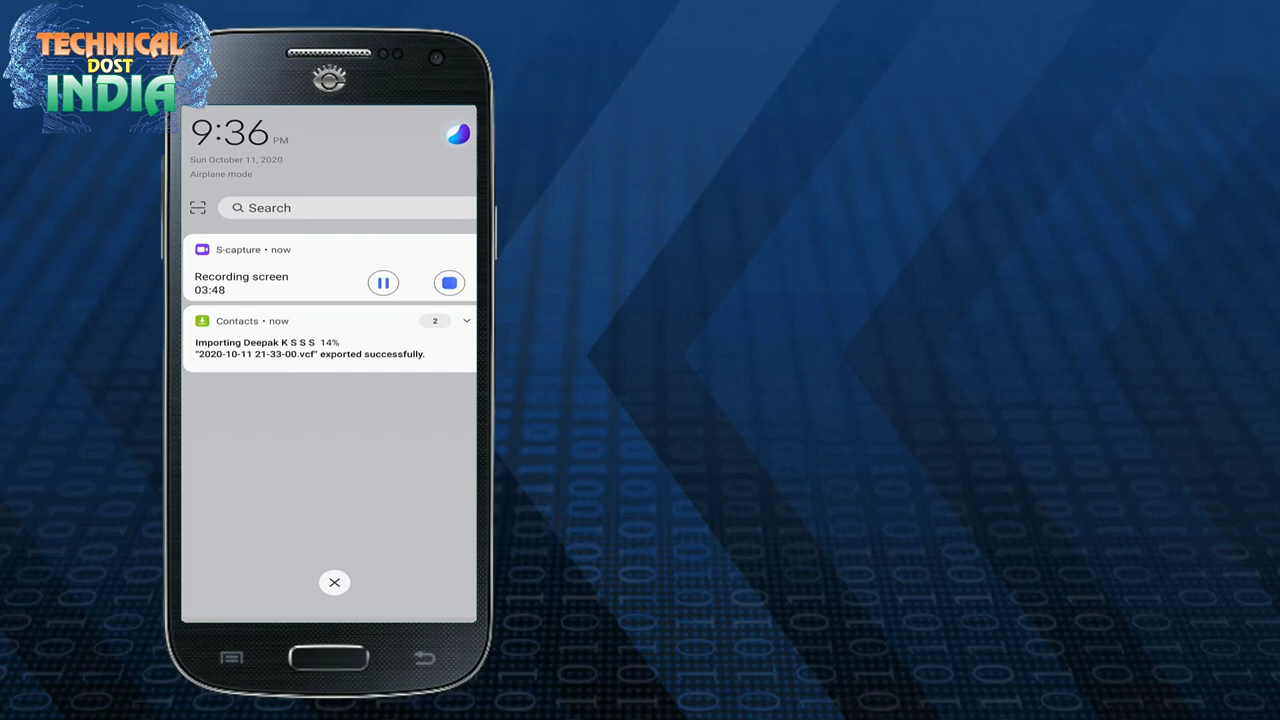 TECHNICAL
DOST
INDIA
9:36 PM
Sun October 11, 2020
Airplane mode
Search
S-capture • now
Recording screen
03:48
Contacts • now 2
Importing Deepak K S S S 14%
"2020-10-11 21-33-00.vcf" exported successfully.